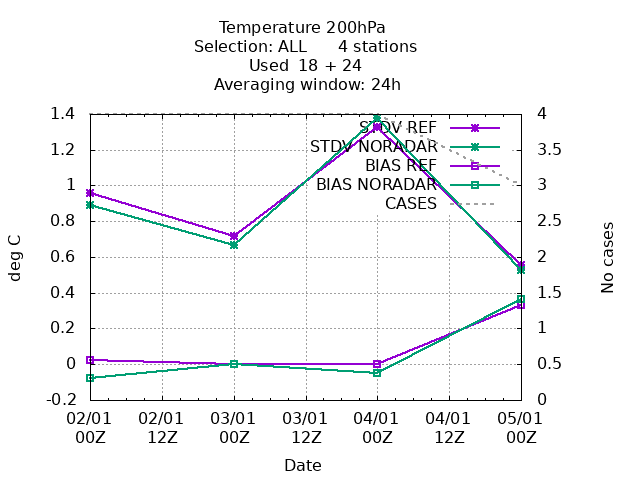 Temperature 200hPa
Selection: ALL      4 stations
Used  18 + 24
Averaging window: 24h
1.4
1.2
1
0.8
0.6
0.4
0.2
0
-0.2
deg C
4
3.5
3
2.5
2
1.5
1
0.5
0
No cases
STDV REF
STDV NORADAR
BIAS REF
BIAS NORADAR
CASES
02/01 02/01 03/01 03/01 04/01 04/01 05/01
00Z 12Z 00Z 12Z 00Z 12Z 00Z
Date